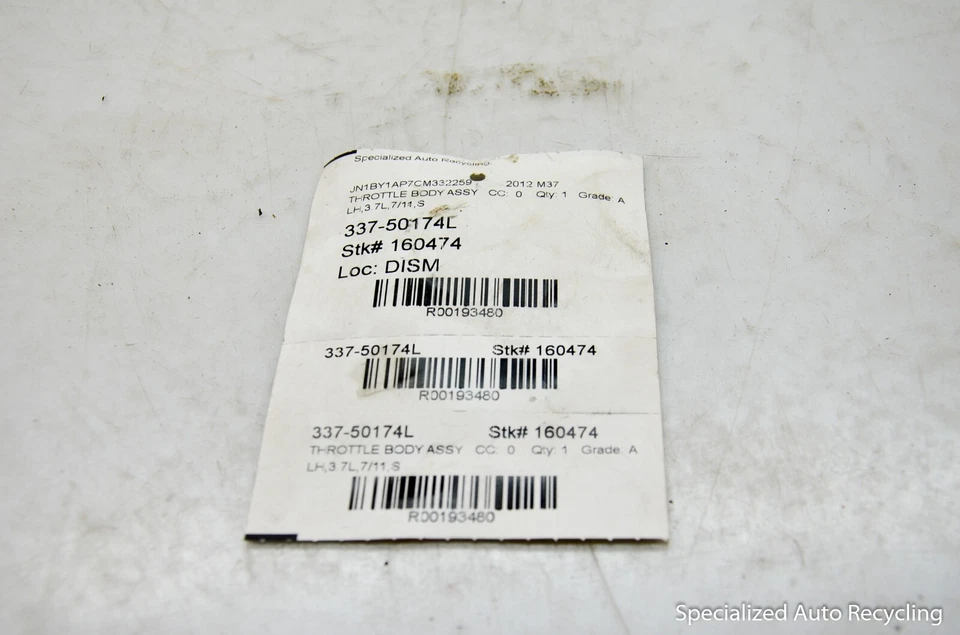 Specialized Auto Recycling
JN1BY1AP7CM332259 2012 M37
THROTTLE BODY ASSY CC: 0 Qty: 1 Grade: A
LH,3.7L,7/11,S
337-50174L
Stk# 160474
Loc: DISM
R00193480
337-50174L Stk# 160474
R00193480
337-50174L Stk# 160474
THROTTLE BODY ASSY CC: 0 Qty: 1 Grade: A
LH,3.7L,7/11,S
R00193480
Specialized Auto Recycling